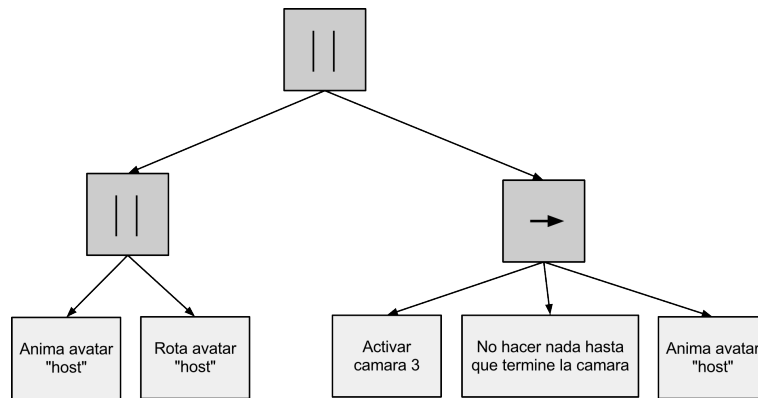 Anima avatar
"host"
Rota avatar
"host"
Activar
camara 3
No hacer nada hasta
que termine la camara
Anima avatar
"host"